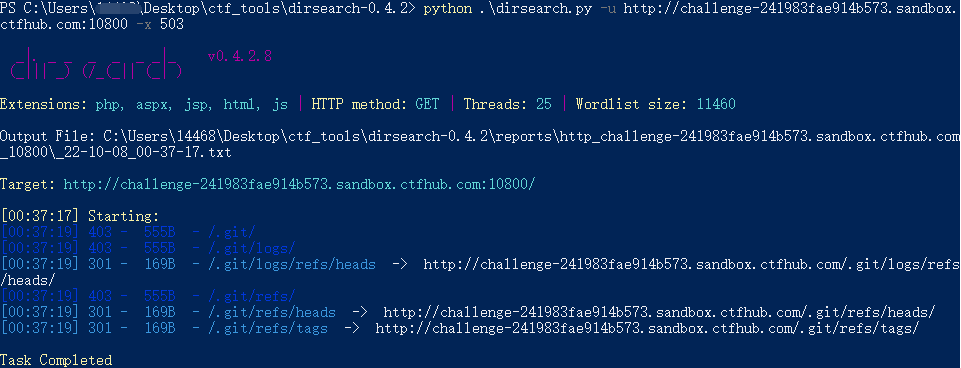 PS C:\Users\ \Desktop\ctf_tools\dirsearch-0.4.2> python .\dirsearch.py -u http://challenge-241983fae914b573.sandbox.
ctfhub.com:10800 -x 503
dirsearch v0.4.2.8
Extensions: php, aspx, jsp, html, js | HTTP method: GET | Threads: 25 | Wordlist size: 11460
Output File: C:\Users\14468\Desktop\ctf_tools\dirsearch-0.4.2\reports\http_challenge-241983fae914b573.sandbox.ctfhub.com
_10800\_22-10-08_00-37-17.txt
Target: http://challenge-241983fae914b573.sandbox.ctfhub.com:10800/
[00:37:17] Starting:
[00:37:19] 403 -  555B  - /.git/
[00:37:19] 403 -  555B  - /.git/logs/
[00:37:19] 301 -  169B  - /.git/logs/refs/heads  ->  http://challenge-241983fae914b573.sandbox.ctfhub.com/.git/logs/refs
/heads/
[00:37:19] 403 -  555B  - /.git/refs/
[00:37:19] 301 -  169B  - /.git/refs/heads  ->  http://challenge-241983fae914b573.sandbox.ctfhub.com/.git/refs/heads/
[00:37:19] 301 -  169B  - /.git/refs/tags  ->  http://challenge-241983fae914b573.sandbox.ctfhub.com/.git/refs/tags/
Task Completed